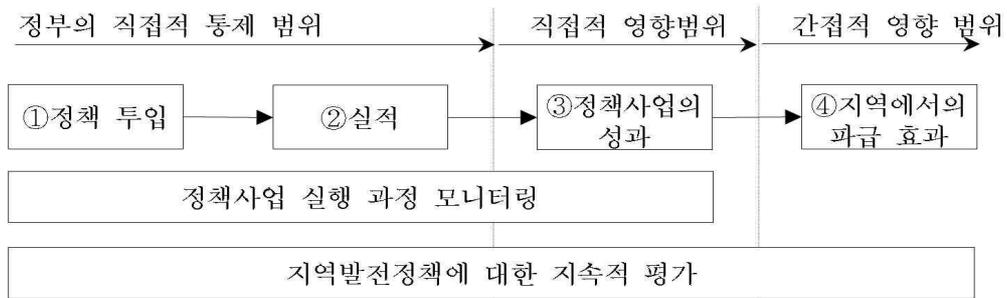 정부의 직접적 통제 범위
직접적 영향범위
간접적 영향 범위
①정책 투입
②실적
③정책사업의
성과
④지역에서의
파급 효과
정책사업 실행 과정 모니터링
지역발전정책에 대한 지속적 평가